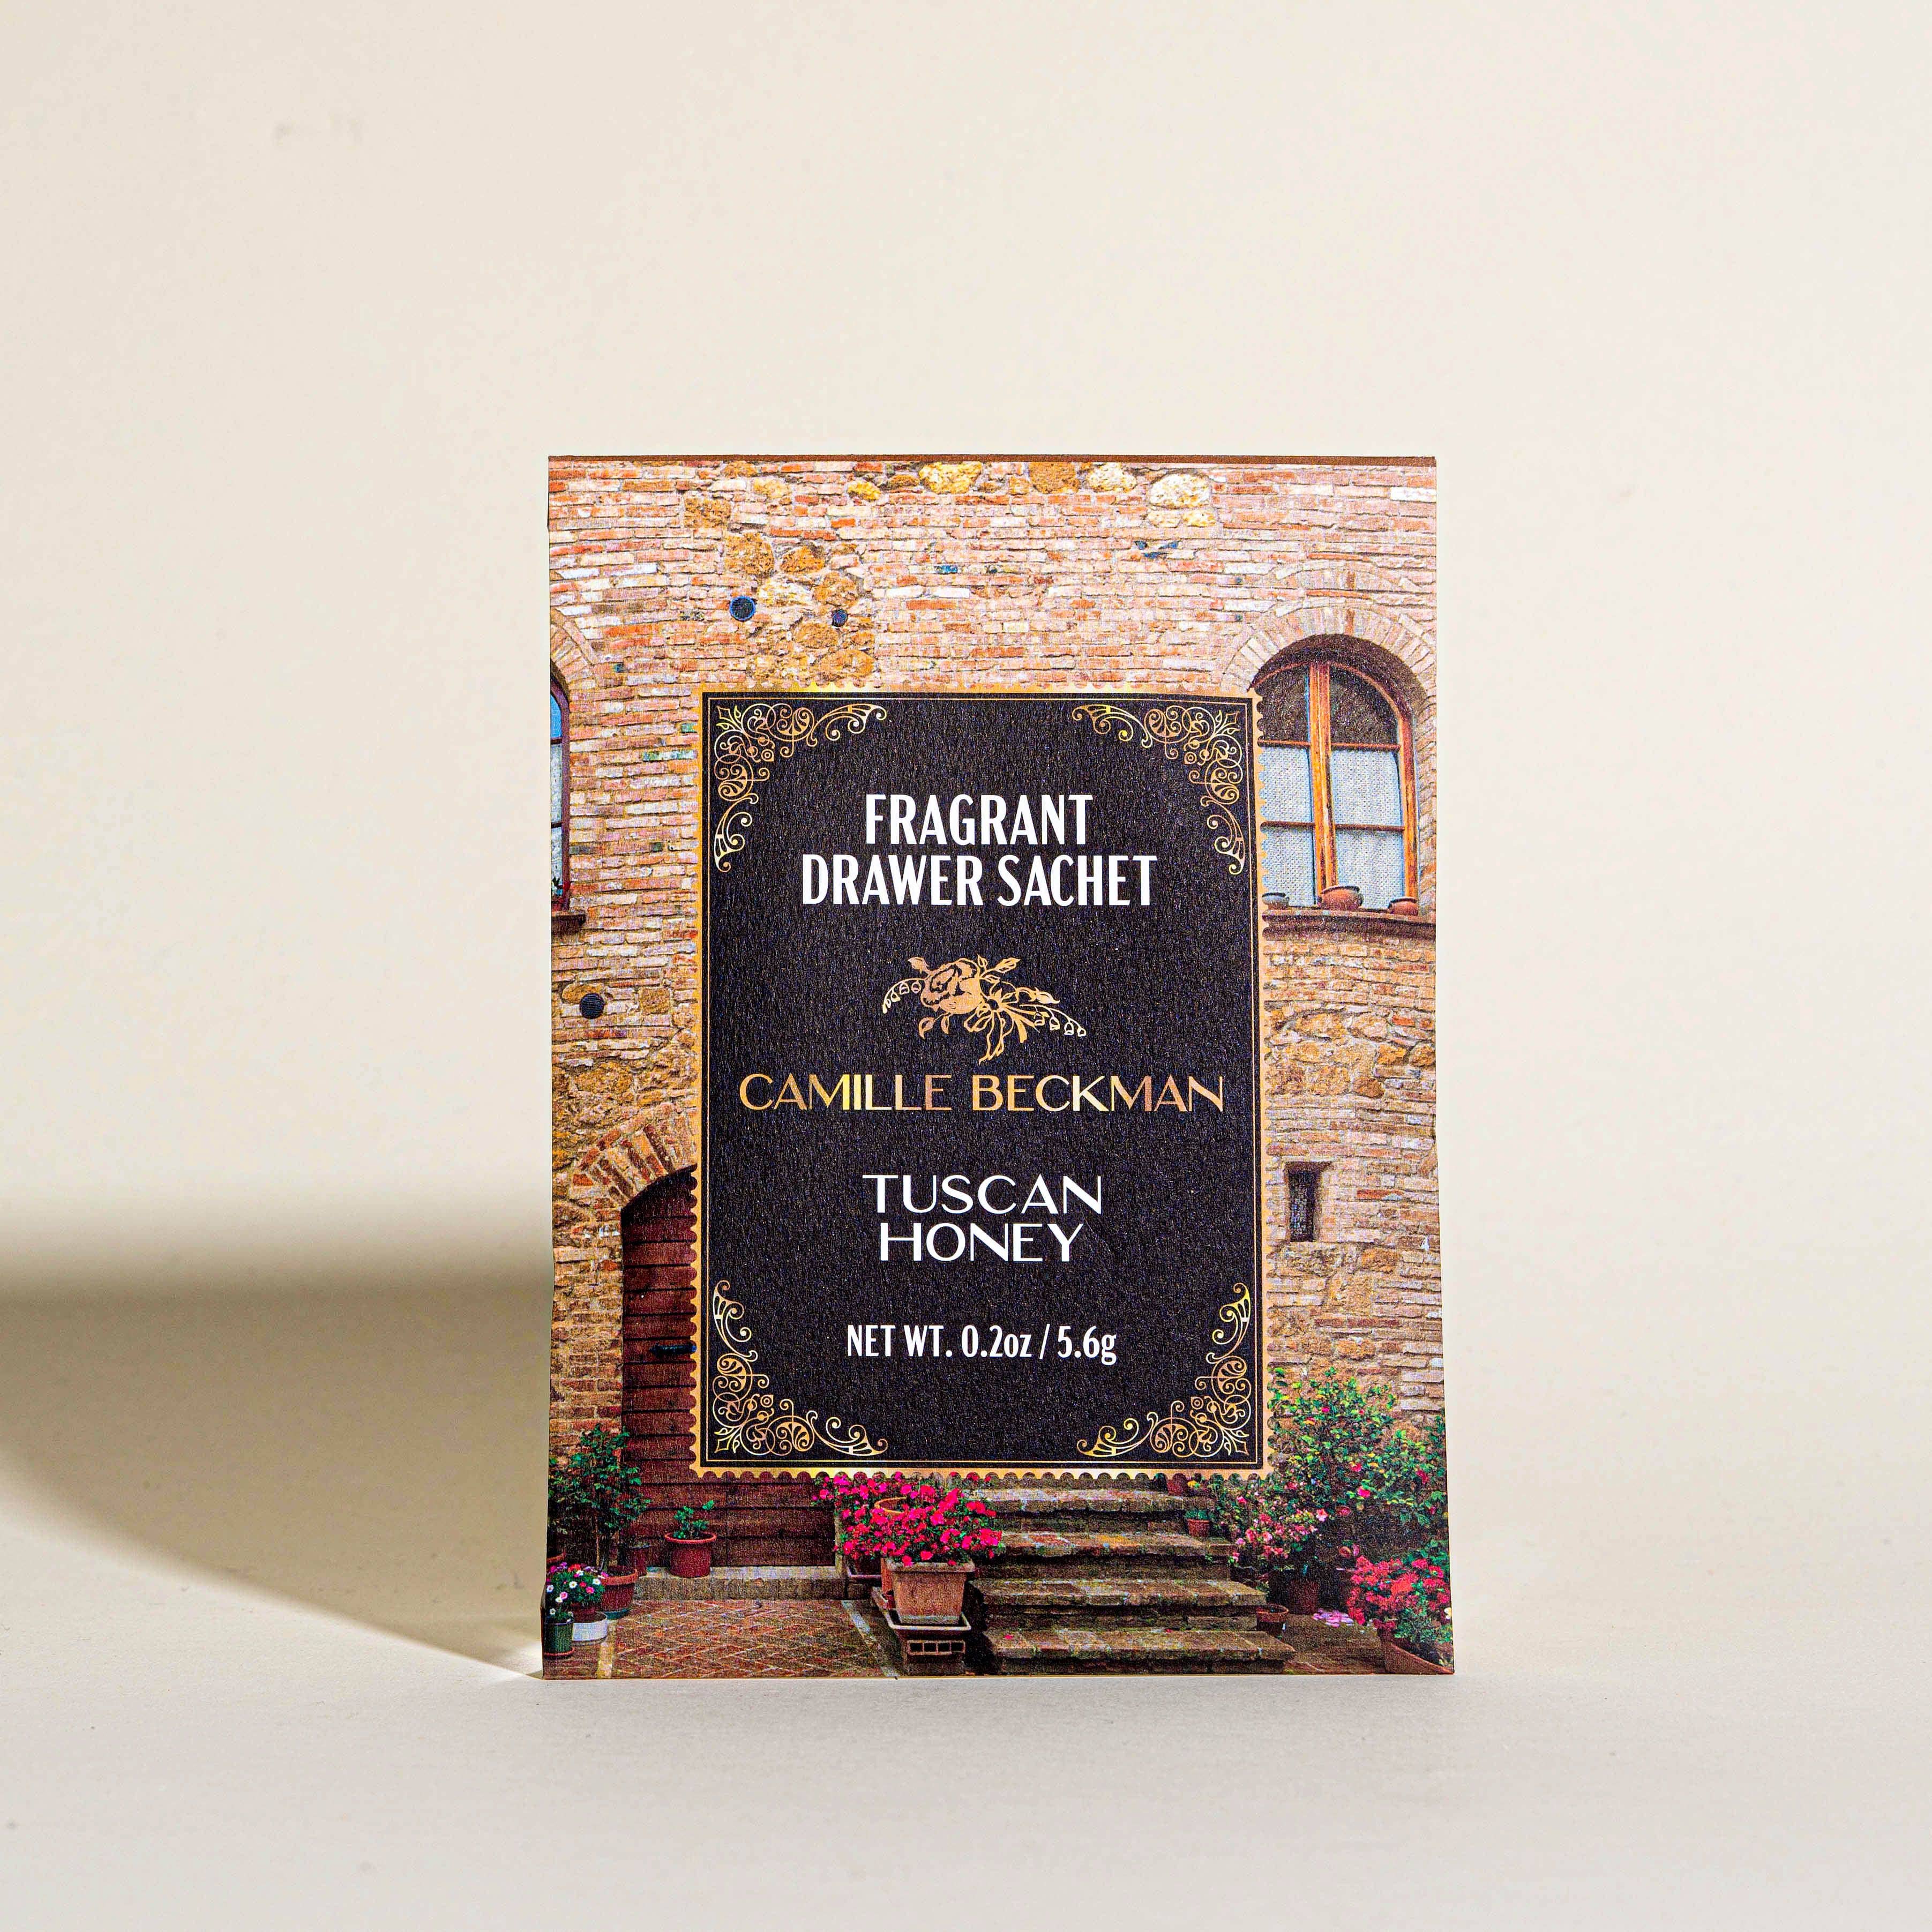 FRAGRANT
DRAWER SACHET
CAMILLE BECKMAN
TUSCAN
HONEY
NET WT. 0.2oz / 5.6g